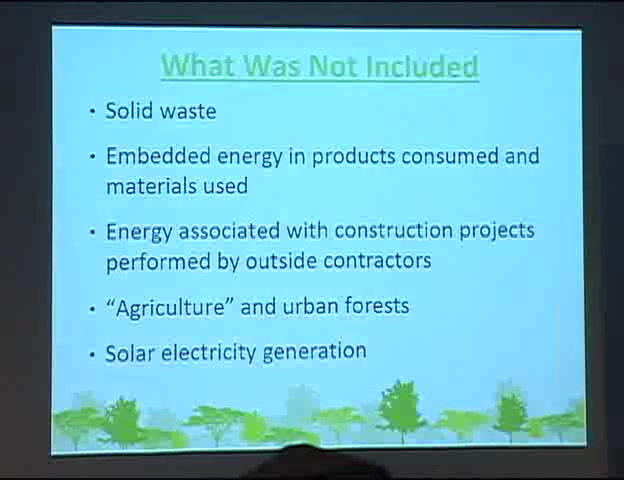 What Was Not Included
• Solid waste
• Embedded energy in products consumed and
materials used
• Energy associated with construction projects
performed by outside contractors
• “Agriculture” and urban forests
• Solar electricity generation